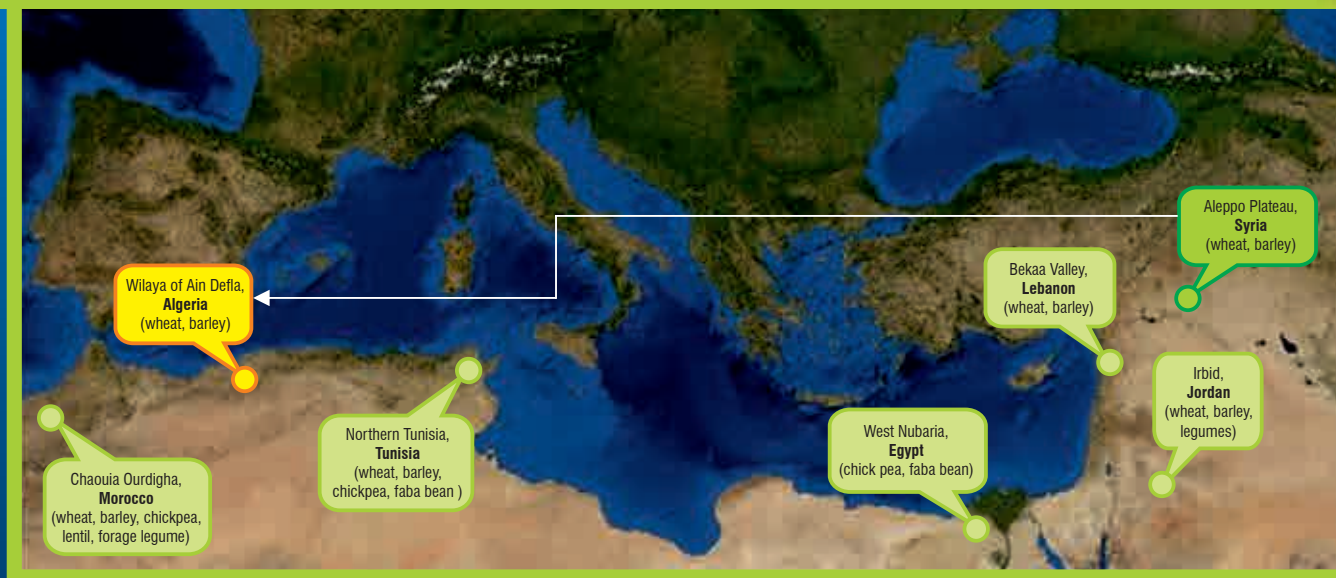 Aleppo Plateau,
Syria
(wheat, barley)
Bekaa Valley,
Lebanon
(wheat, barley)
Wilaya of Ain Defla,
Algeria
(wheat, barley)
Irbid,
Jordan
(wheat, barley,
legumes)
Northern Tunisia,
Tunisia
(wheat, barley,
chickpea, faba bean )
West Nubaria,
Egypt
(chick pea, faba bean)
Chaouia Ourdigha,
Morocco
(wheat, barley, chickpea,
lentil, forage legume)